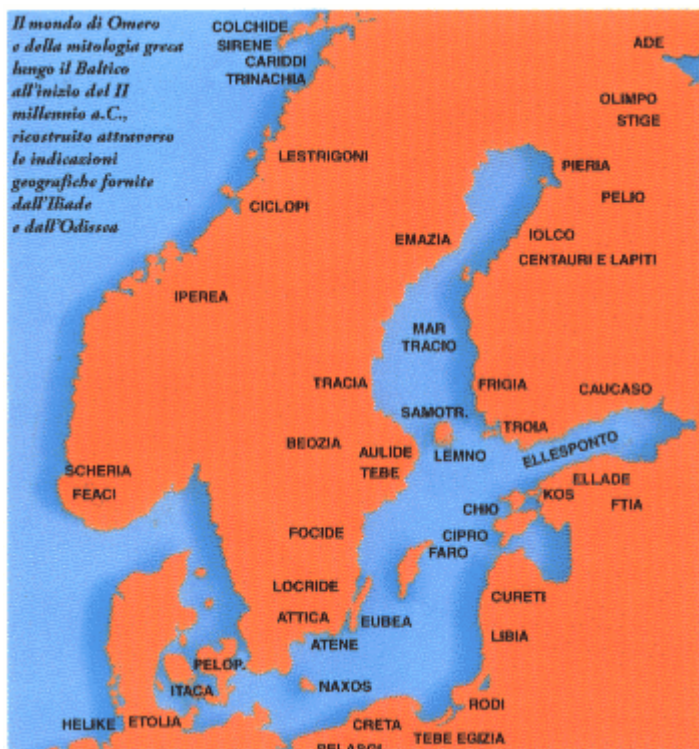 Il mondo di Omero
e della mitologia greca
lungo il Baltico
all'inizio del II
millennio a.C.,
ricostruito attraverso
le indicazioni
geografiche fornite
dall'Iliade
e dall'Odissea
COLCHIDE
SIRENE
CARIDDI
TRINACHIA
ADE
OLIMPO
STIGE
LESTRIGONI
PIERIA
PELIO
CICLOPI
EMAZIA
IOLCO
CENTAURI E LAPITI
IPEREA
MAR
TRACIO
TRACIA
FRIGIA
CAUCASO
SAMOTR.
TROIA
BEOZIA
AULIDE
TEBE
LEMNO
ELLESPONTO
SCHERIA
FEACI
ELLADE
KOS
FTIA
CHIO
FOCIDE
CIPRO
FARO
LOCRIDE
CURETI
ATTICA
EUBEA
LIBIA
ATENE
PELOP.
ITACA
NAXOS
RODI
HELIKE
ETOLIA
CRETA
TEBE EGIZIA
PELASGI